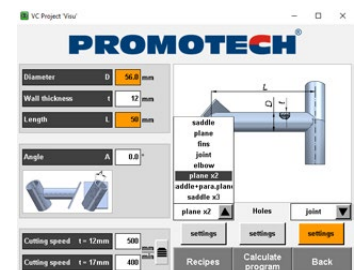 VC Project 'Visu'
PROMOTECH®
Diameter D 56.0 mm
Wall thickness t 12 mm
Length L 50 mm
Angle A 0.0 °
Cutting speed t= 12mm 500
mm
min
Cutting speed t= 17mm 400
L
D
t
saddle
plane
fins
joint
elbow
plane x2
addle+para.plane
saddle x3
plane x2 Holes joint
settings settings settings
Recipes Calculate program Back